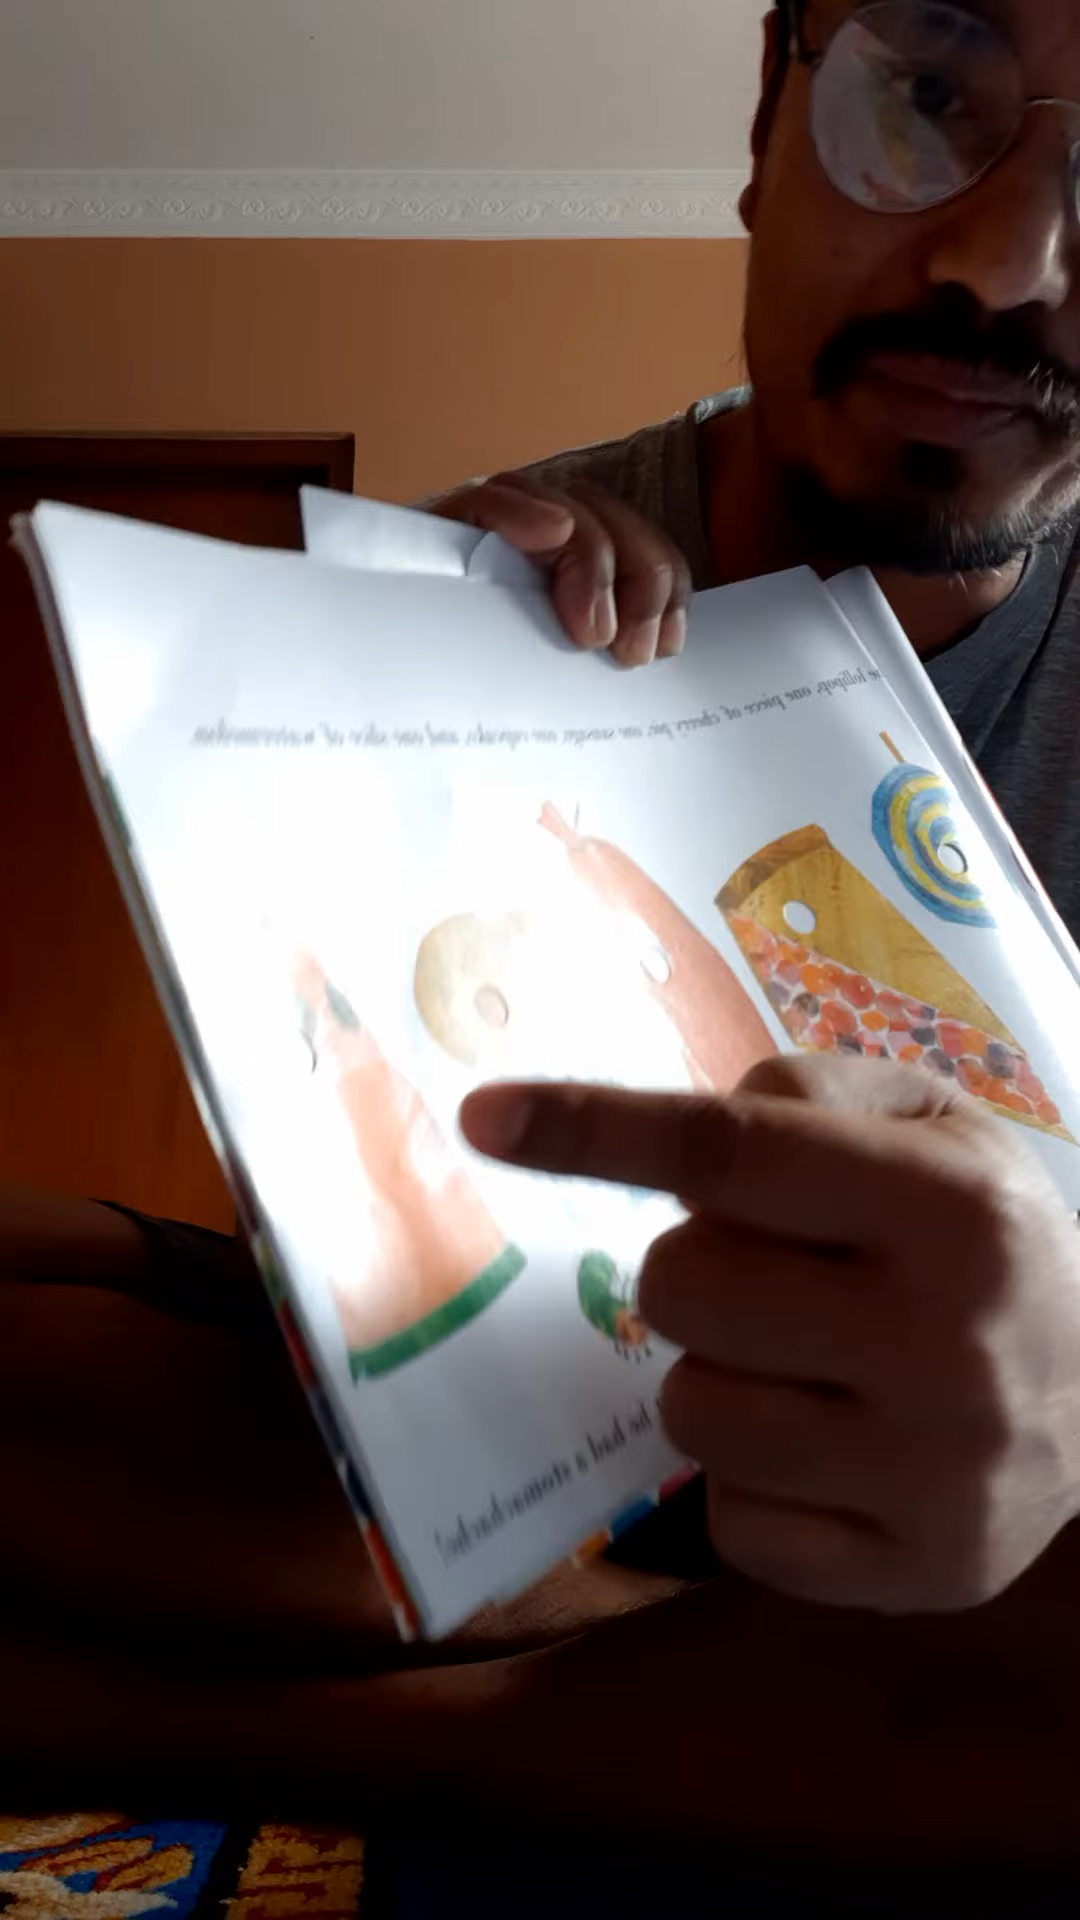 lollipop, one piece of cherry pie, one sausage, one cupcake, and one slice of watermelon
he had a stomachache!